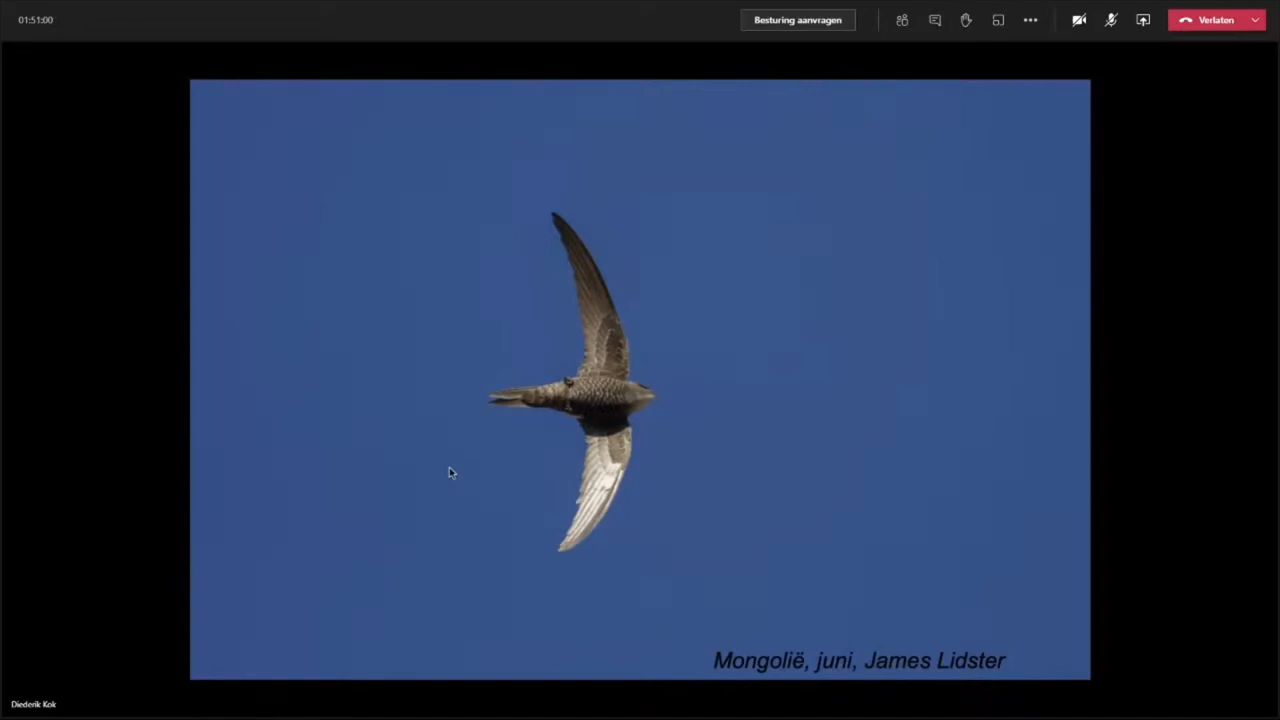 01:51:00
Besturing aanvragen
Verlaten
Mongolië, juni, James Lidster
Diederik Kok